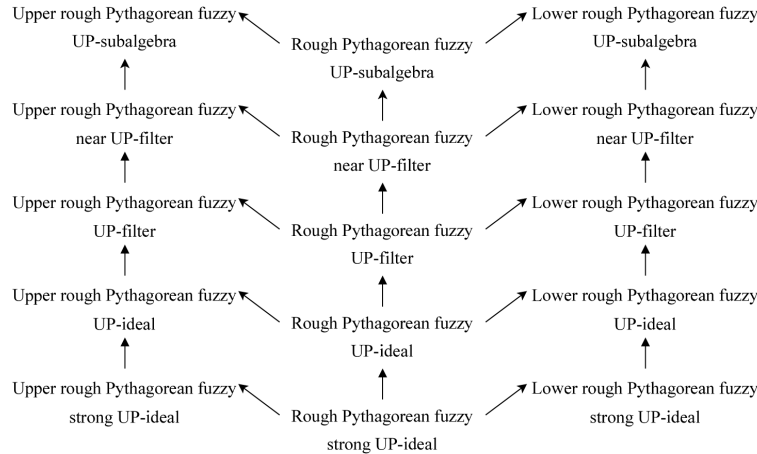 Upper rough Pythagorean fuzzy
UP-subalgebra
Rough Pythagorean fuzzy
UP-subalgebra
Lower rough Pythagorean fuzzy
UP-subalgebra
Upper rough Pythagorean fuzzy
near UP-filter
Rough Pythagorean fuzzy
near UP-filter
Lower rough Pythagorean fuzzy
near UP-filter
Upper rough Pythagorean fuzzy
UP-filter
Rough Pythagorean fuzzy
UP-filter
Lower rough Pythagorean fuzzy
UP-filter
Upper rough Pythagorean fuzzy
UP-ideal
Rough Pythagorean fuzzy
UP-ideal
Lower rough Pythagorean fuzzy
UP-ideal
Upper rough Pythagorean fuzzy
strong UP-ideal
Rough Pythagorean fuzzy
strong UP-ideal
Lower rough Pythagorean fuzzy
strong UP-ideal